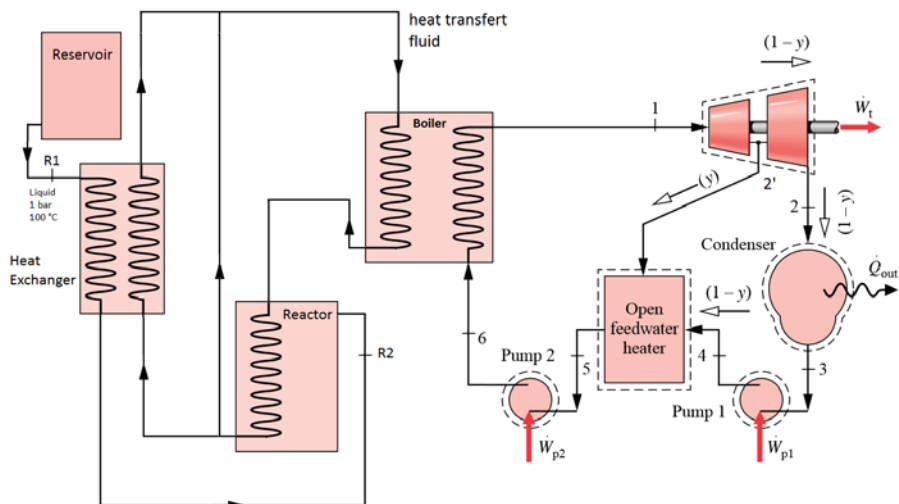 heat transfert
fluid
Reservoir
R1
Liquid
1 bar
100 °C
Heat
Exchanger
Reactor
R2
Boiler
1
(1 – y)
Ẇt
2'
(y)
2
(1–y)
Condenser
Q̇out
(1 – y)
Open
feedwater
heater
6
Pump 2
5
4
3
Pump 1
Ẇp2
Ẇp1